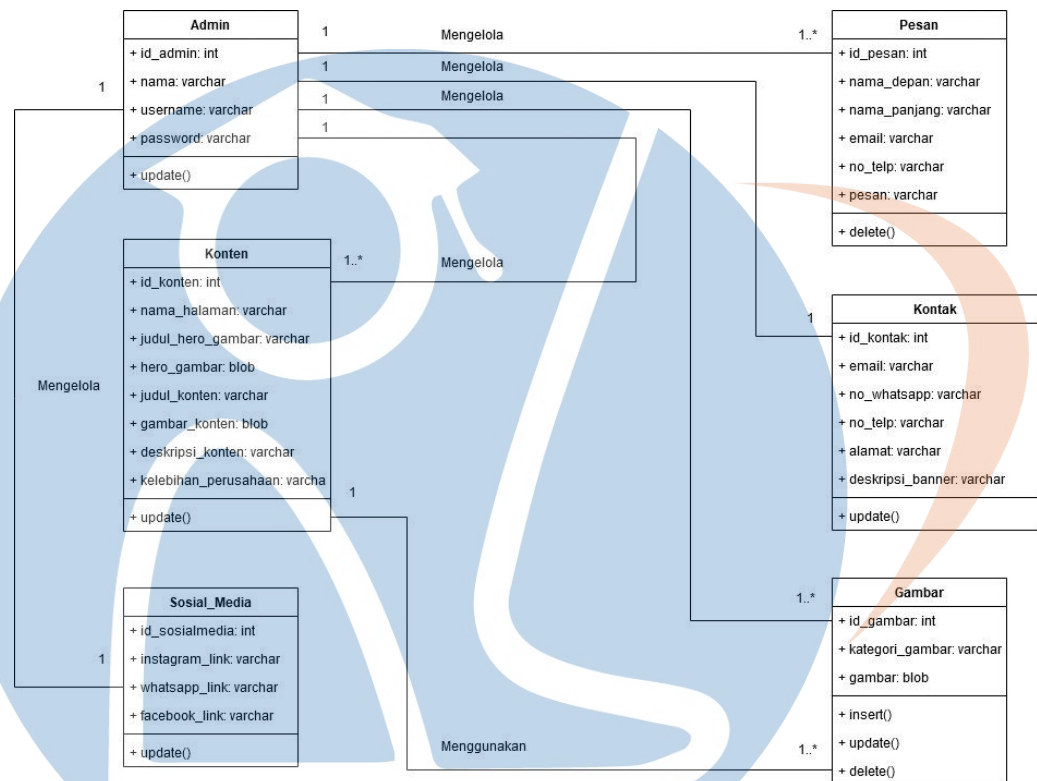 Admin
+ id_admin: int
+ nama: varchar
+ username: varchar
+ password: varchar
+ update()
1
Mengelola
1..*
1
Mengelola
1
Mengelola
1
1
Pesan
+ id_pesan: int
+ nama_depan: varchar
+ nama_panjang: varchar
+ email: varchar
+ no_telp: varchar
+ pesan: varchar
+ delete()
Konten
+ id_konten: int
+ nama_halaman: varchar
+ judul_hero_gambar: varchar
+ hero_gambar: blob
+ judul_konten: varchar
+ gambar_konten: blob
+ deskripsi_konten: varchar
+ kelebihan_perusahaan: varcha
+ update()
1..*
Mengelola
Mengelola
1
1
Kontak
+ id_kontak: int
+ email: varchar
+ no_whatsapp: varchar
+ no_telp: varchar
+ alamat: varchar
+ deskripsi_banner: varchar
+ update()
Sosial_Media
+ id_sosialmedia: int
+ instagram_link: varchar
+ whatsapp_link: varchar
+ facebook_link: varchar
+ update()
1
Menggunakan
1..*
1..*
Gambar
+ id_gambar: int
+ kategori_gambar: varchar
+ gambar: blob
+ insert()
+ update()
+ delete()